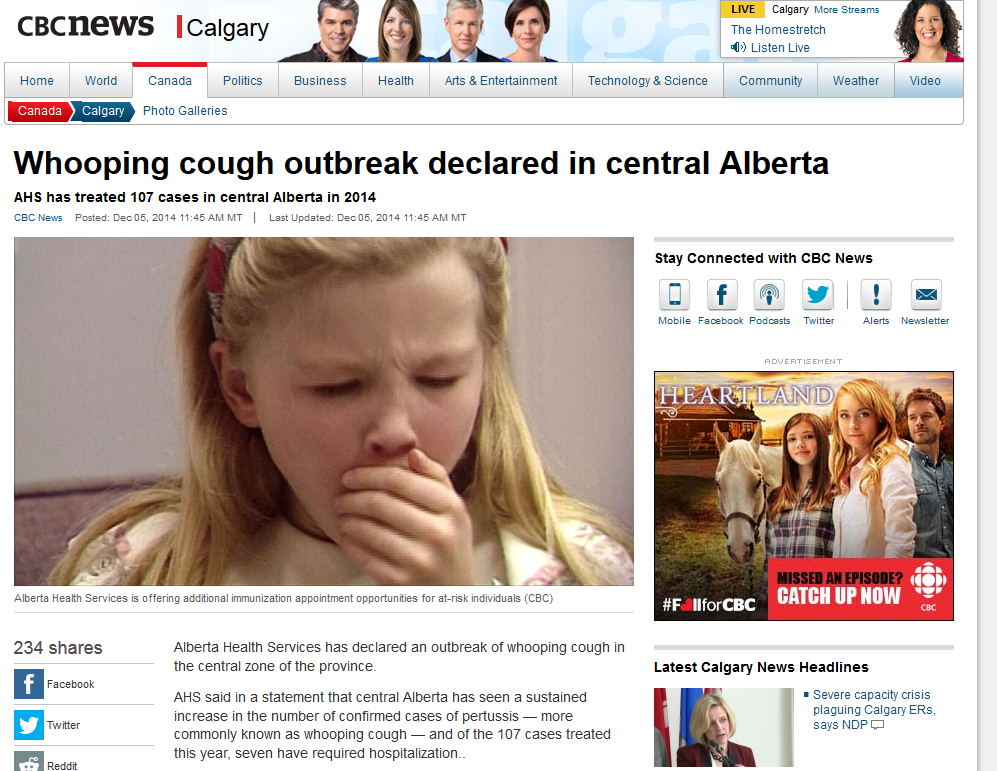 CBCnews Calgary
LIVE Calgary More Streams
The Homestretch
Listen Live
Home World Canada Politics Business Health Arts & Entertainment Technology & Science Community Weather Video
Canada Calgary Photo Galleries
Whooping cough outbreak declared in central Alberta
AHS has treated 107 cases in central Alberta in 2014
CBC News Posted: Dec 05, 2014 11:45 AM MT | Last Updated: Dec 05, 2014 11:45 AM MT
Alberta Health Services is offering additional immunization appointment opportunities for at-risk individuals (CBC)
234 shares
Facebook
Twitter
Reddit
Alberta Health Services has declared an outbreak of whooping cough in
the central zone of the province.
AHS said in a statement that central Alberta has seen a sustained
increase in the number of confirmed cases of pertussis — more
commonly known as whooping cough — and of the 107 cases treated
this year, seven have required hospitalization..
Stay Connected with CBC News
Mobile Facebook Podcasts Twitter Alerts Newsletter
ADVERTISEMENT
HEARTLAND
MISSED AN EPISODE?
CATCH UP NOW
CBC
#FallforCBC
Latest Calgary News Headlines
Severe capacity crisis
plaguing Calgary ERs,
says NDP